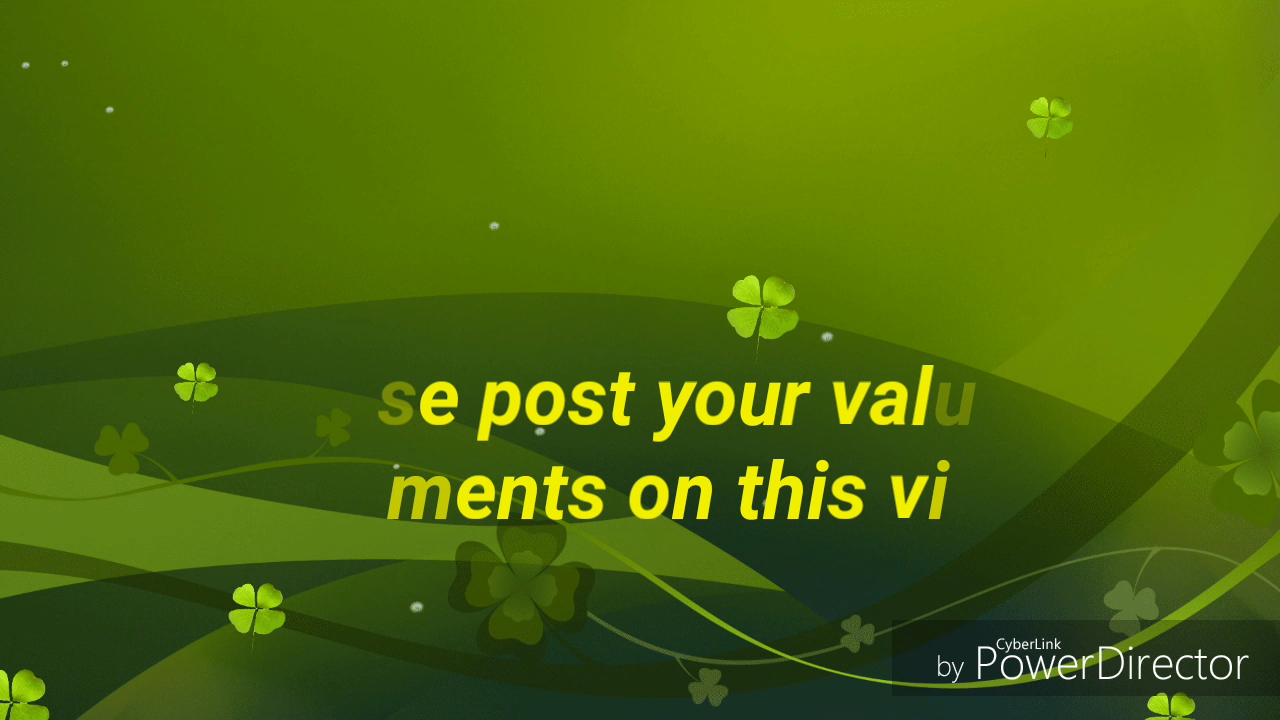 se post your valu
ments on this vi
CyberLink
by PowerDirector